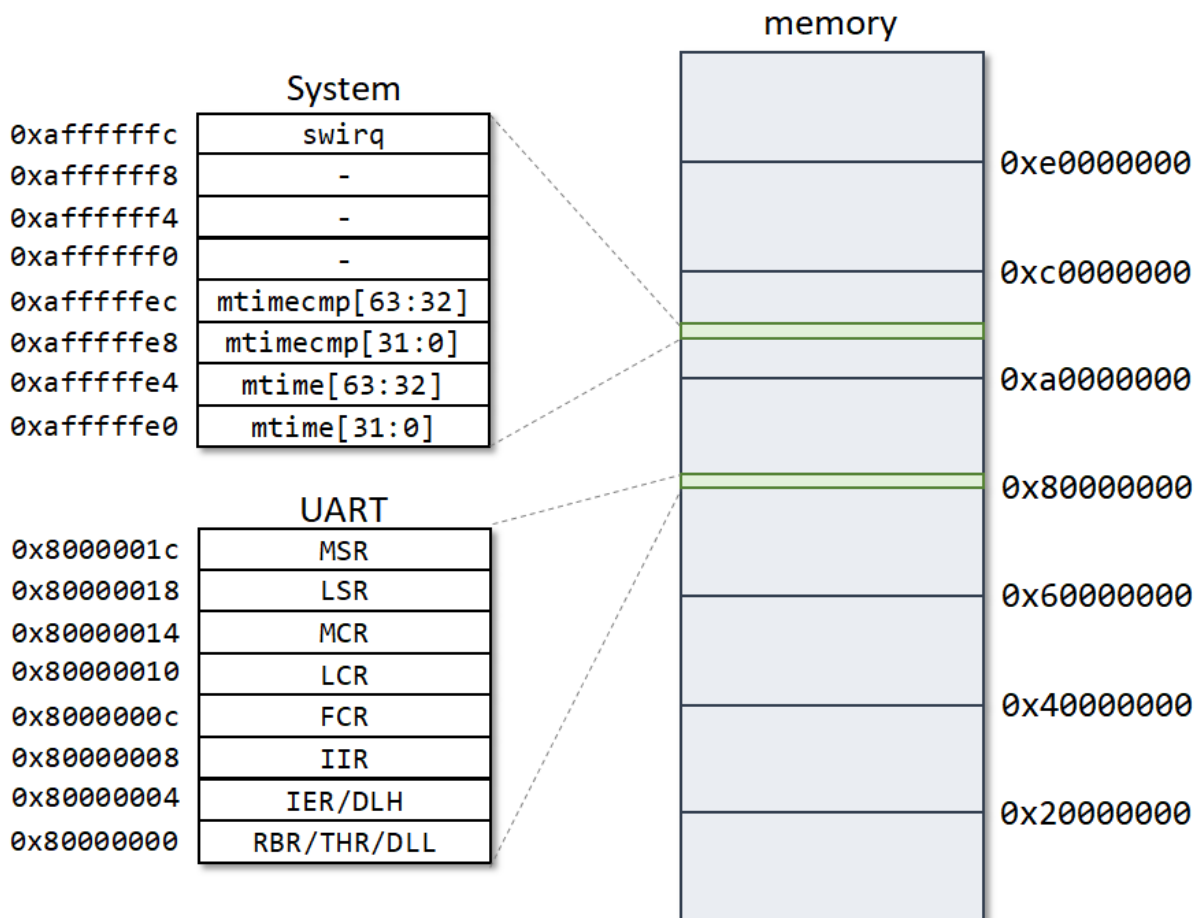 memory
System
0xaffffffc swirq
0xaffffff8 -
0xaffffff4 -
0xaffffff0 -
0xafffffec mtimecmp[63:32]
0xafffffe8 mtimecmp[31:0]
0xafffffe4 mtime[63:32]
0xafffffe0 mtime[31:0]
UART
0x8000001c MSR
0x80000018 LSR
0x80000014 MCR
0x80000010 LCR
0x8000000c FCR
0x80000008 IIR
0x80000004 IER/DLH
0x80000000 RBR/THR/DLL
0xe0000000
0xc0000000
0xa0000000
0x80000000
0x60000000
0x40000000
0x20000000